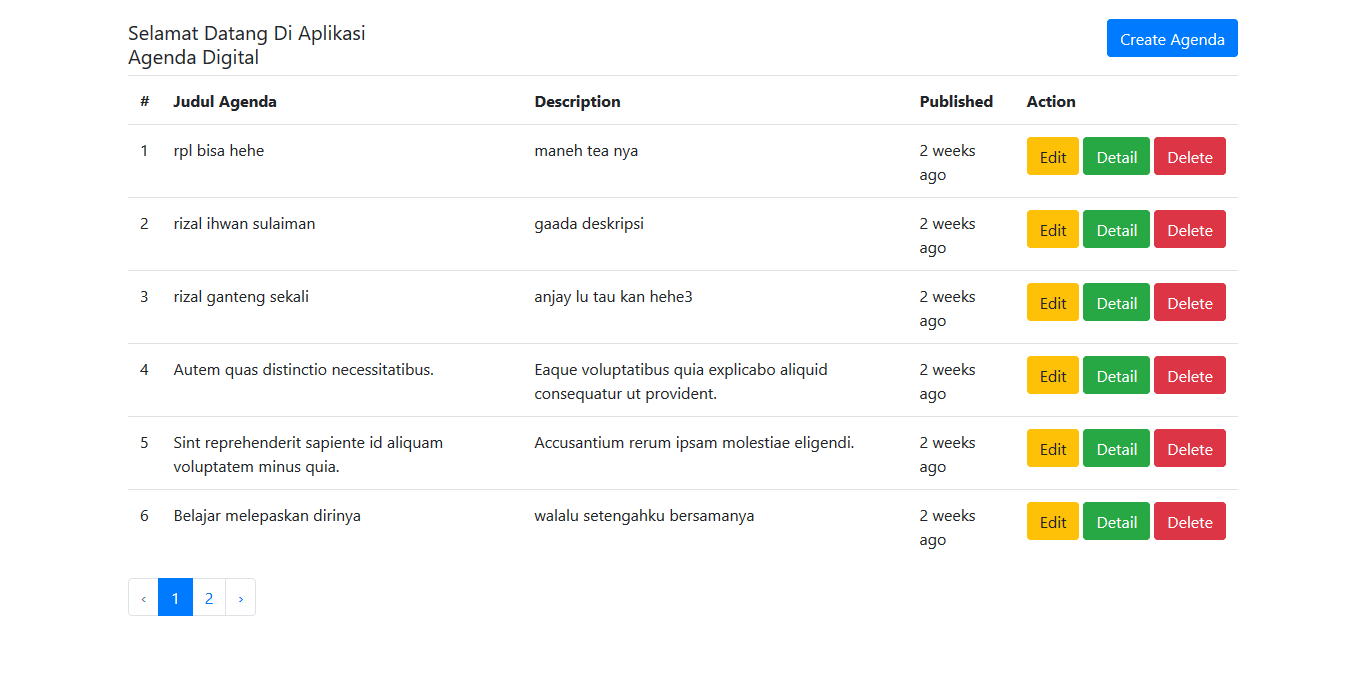 Selamat Datang Di Aplikasi
Agenda Digital
Create Agenda
# Judul Agenda Description Published Action
1 rpl bisa hehe maneh tea nya 2 weeks ago Edit Detail Delete
2 rizal ihwan sulaiman gaada deskripsi 2 weeks ago Edit Detail Delete
3 rizal ganteng sekali anjay lu tau kan hehe3 2 weeks ago Edit Detail Delete
4 Autem quas distinctio necessitatibus. Eaque voluptatibus quia explicabo aliquid consequatur ut provident. 2 weeks ago Edit Detail Delete
5 Sint reprehenderit sapiente id aliquam voluptatem minus quia. Accusantium rerum ipsam molestiae eligendi. 2 weeks ago Edit Detail Delete
6 Belajar melepaskan dirinya walalu setengahku bersamanya 2 weeks ago Edit Detail Delete
‹ 1 2 ›